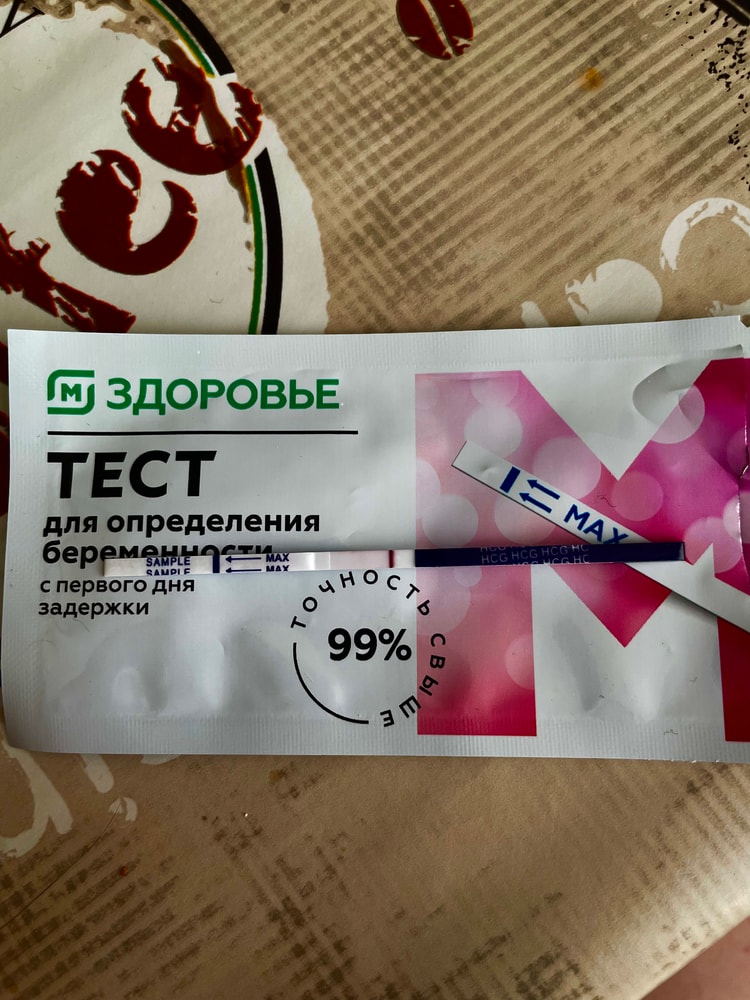 М ЗДОРОВЬЕ
ТЕСТ
для определения
беременности
с первого дня
задержки
SAMPLE MAX
SAMPLE MAX
HCG HCG HCG HC
HCG HCG HCG HC
MAX
ТОЧНОСТЬ СВЫШЕ
99%